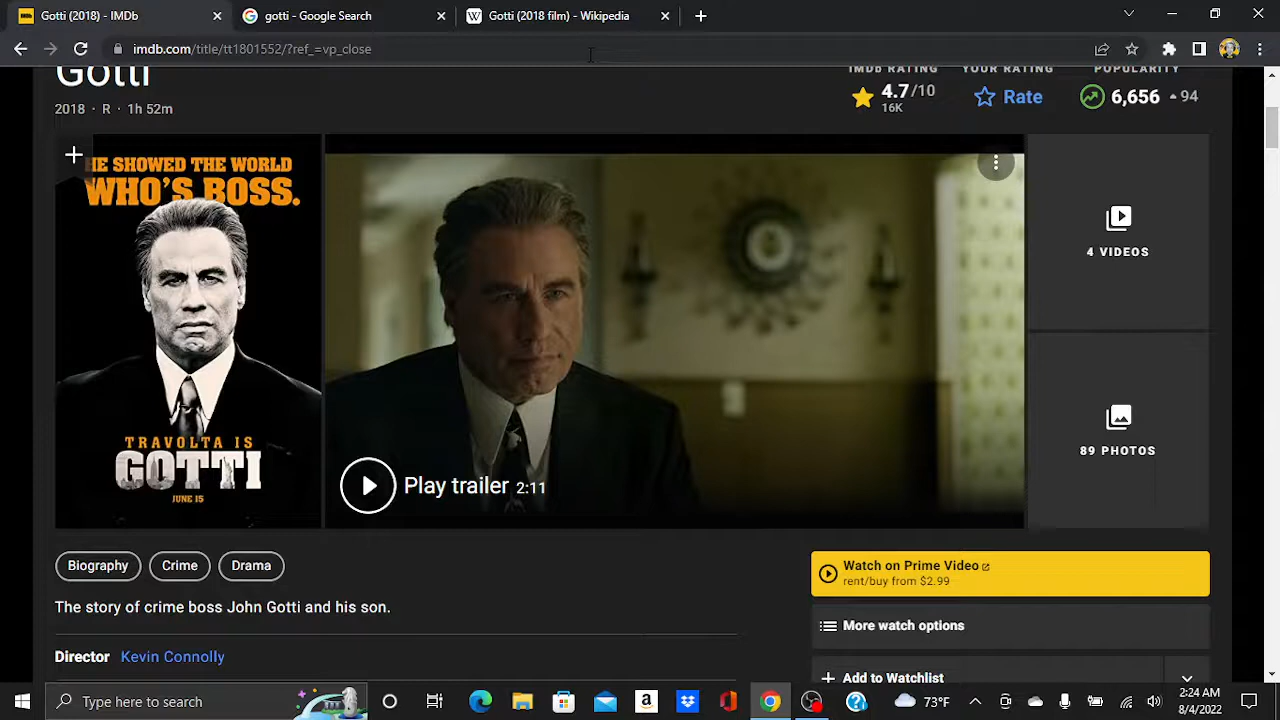 Gotti (2018) - IMDb
gotti - Google Search
Gotti (2018 film) - Wikipedia
imdb.com/title/tt1801552/?ref_=vp_close
Gotti
IMDb RATING
YOUR RATING
POPULARITY
2018 · R · 1h 52m
4.7/10
16K
Rate
6,656
94
HE SHOWED THE WORLD
WHO'S BOSS.
TRAVOLTA IS
GOTTI
JUNE 15
Play trailer 2:11
4 VIDEOS
89 PHOTOS
Biography
Crime
Drama
The story of crime boss John Gotti and his son.
Director Kevin Connolly
Watch on Prime Video
rent/buy from $2.99
More watch options
Add to Watchlist
Type here to search
73°F
2:24 AM
8/4/2022